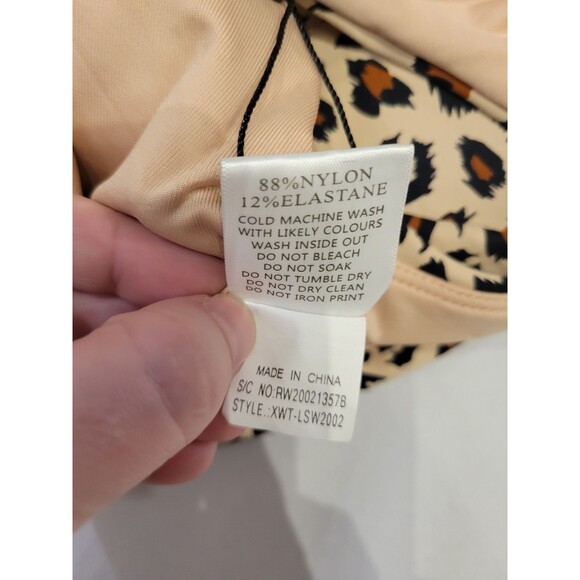 88%NYLON
12%ELASTANE
COLD MACHINE WASH
WITH LIKELY COLOURS
WASH INSIDE OUT
DO NOT BLEACH
DO NOT SOAK
DO NOT TUMBLE DRY
DO NOT DRY CLEAN
DO NOT IRON PRINT
MADE IN CHINA
S/C NO:RW20021357B
STYLE.:XWT-LSW2002